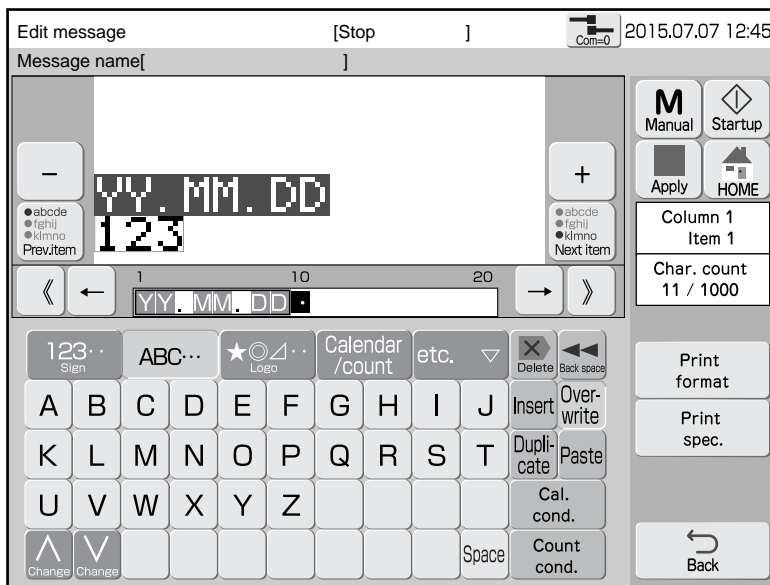 Edit message [Stop ] Com=0 2015.07.07 12:45
Message name[ ]
M
Manual
Startup
−
YY.MM.DD
+
Apply
HOME
abcde
fghij
klmno
Prev.item
123
abcde
fghij
klmno
Next item
Column 1
Item 1
Char. count
11 / 1000
《 ← 1 10 20 → 》
YY.MM.DD
123‥
Sign
ABC…
★◎⊿‥
Logo
Calendar
/count
etc. ▽
Delete
Back space
Print
format
A B C D E F G H I J Insert Over-
write
Print
spec.
K L M N O P Q R S T Dupli-
cate Paste
U V W X Y Z Cal.
cond.
Change Change Space Count
cond.
Back